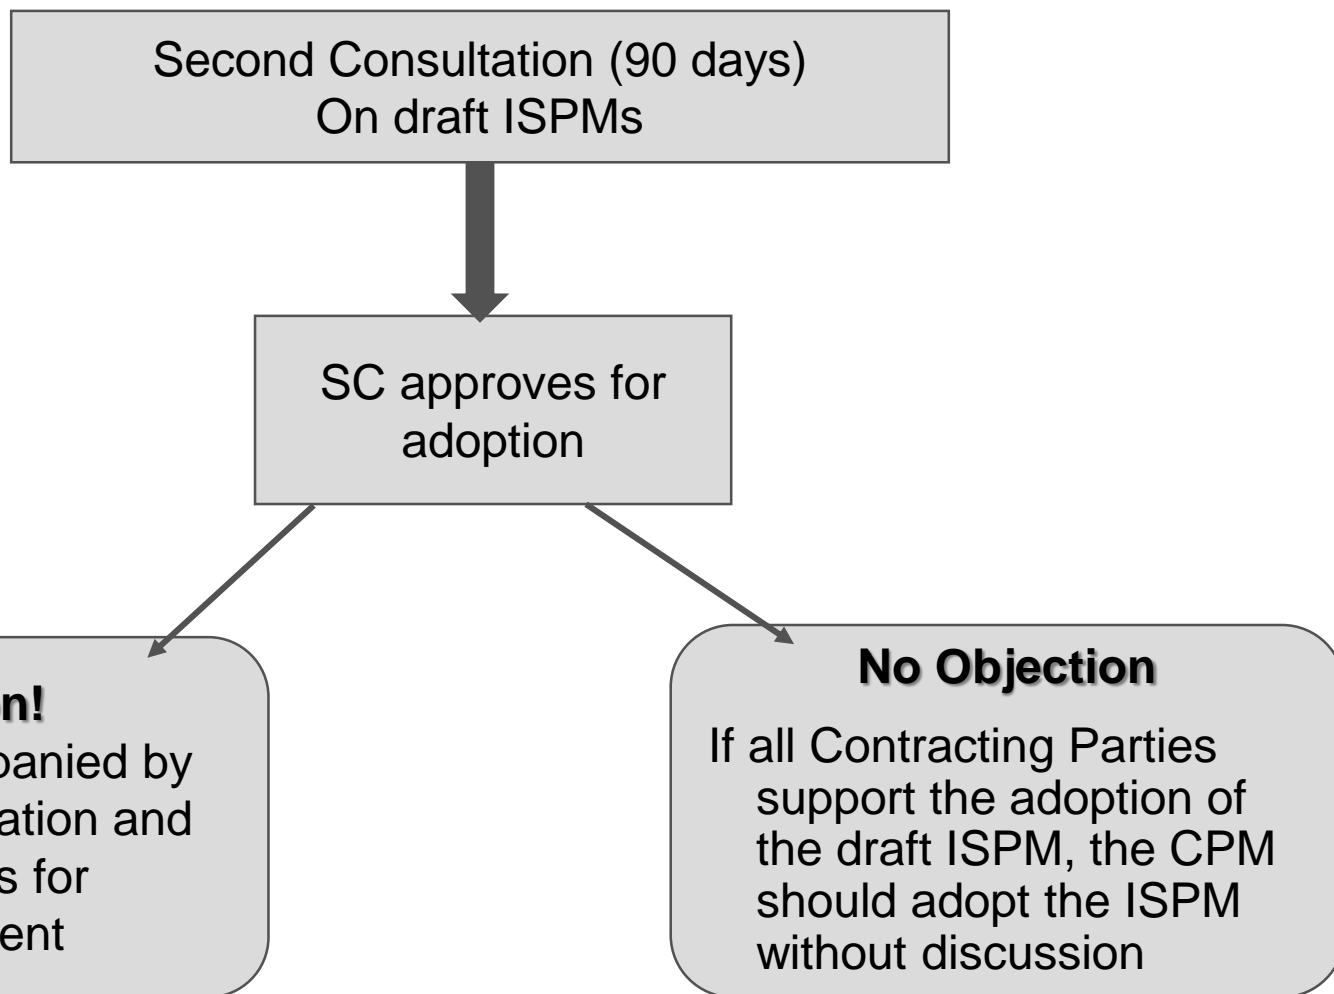 Second Consultation (90 days)
On draft ISPMs
SC approves for
adoption
n!
anied by
ation and
s for
ent
No Objection
If all Contracting Parties
support the adoption of
the draft ISPM, the CPM
should adopt the ISPM
without discussion